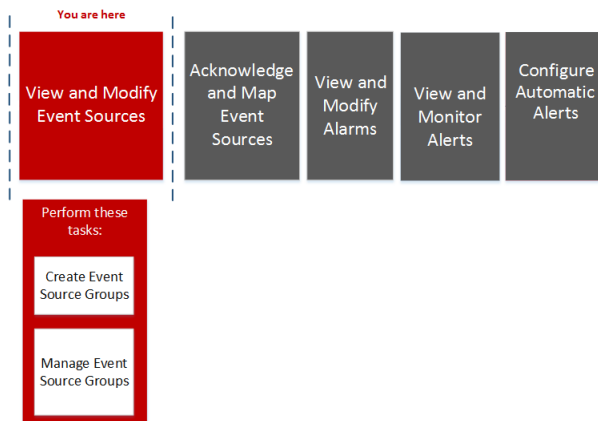 You are here
View and Modify
Event Sources
Acknowledge
and Map
Event
Sources
View and
Modify
Alarms
View and
Monitor
Alerts
Configure
Automatic
Alerts
Perform these
tasks:
Create Event
Source Groups
Manage Event
Source Groups